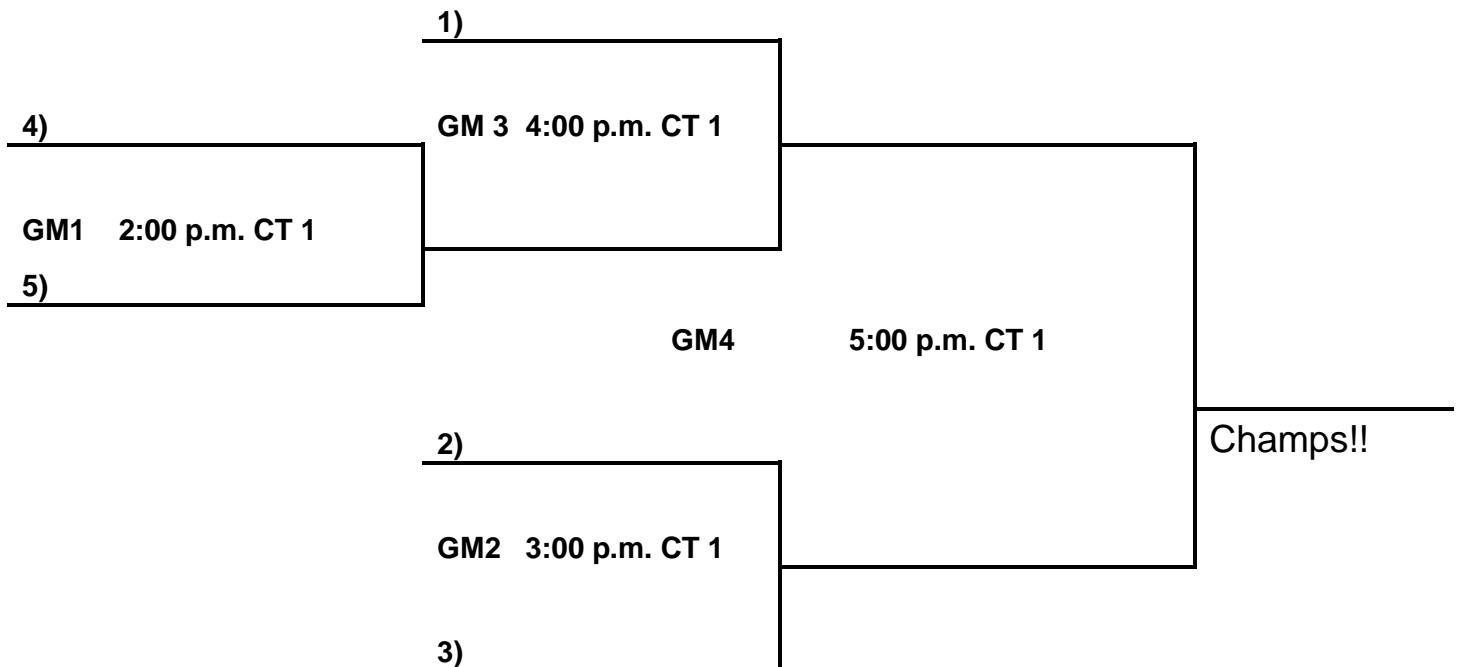 1)
4)
GM 3 4:00 p.m. CT 1
GM1 2:00 p.m. CT 1
5)
GM4 5:00 p.m. CT 1
2)
Champs!!
GM2 3:00 p.m. CT 1
3)